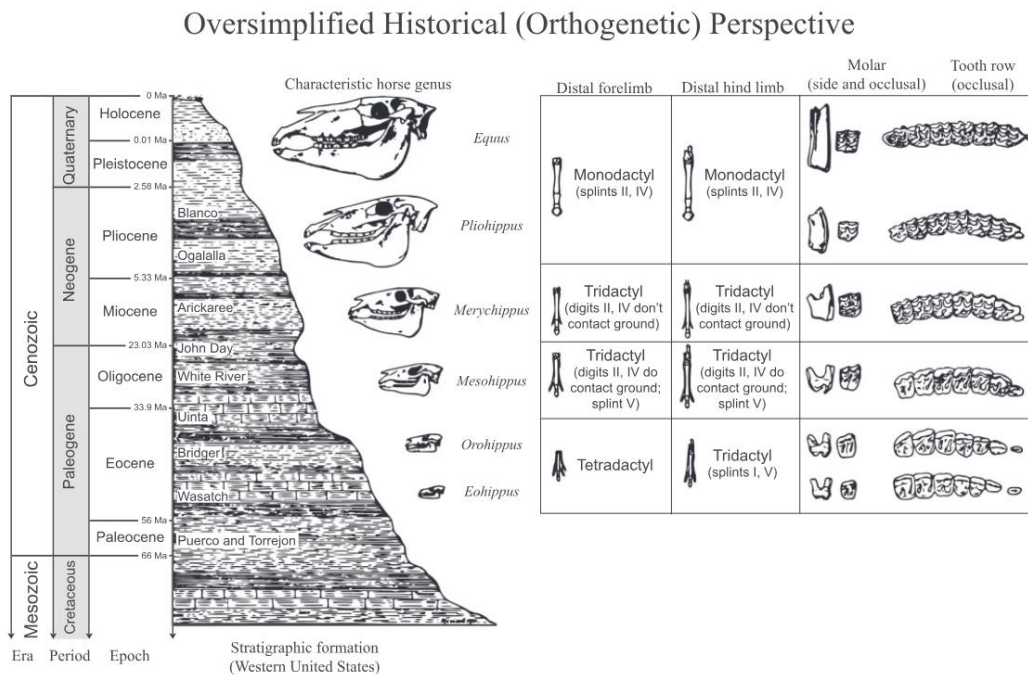 Oversimplified Historical (Orthogenetic) Perspective
Characteristic horse genus
Distal forelimb
Distal hind limb
Molar
(side and occlusal)
Tooth row
(occlusal)
0 Ma
Holocene
0.01 Ma
Pleistocene
2.58 Ma
Pliocene
5.33 Ma
Miocene
23.03 Ma
Oligocene
33.9 Ma
Eocene
56 Ma
Paleocene
66 Ma
Quaternary
Neogene
Paleogene
Cretaceous
Cenozoic
Mesozoic
Blanco
Ogalalla
Arickaree
John Day
White River
Uinta
Bridger
Wasatch
Puerco and Torrejon
Equus
Pliohippus
Merychippus
Mesohippus
Orohippus
Eohippus
Monodactyl
(splints II, IV)
Monodactyl
(splints II, IV)
Tridactyl
(digits II, IV don't
contact ground)
Tridactyl
(digits II, IV don't
contact ground)
Tridactyl
(digits II, IV do
contact ground;
splint V)
Tridactyl
(digits II, IV do
contact ground;
splint V)
Tetradactyl
Tridactyl
(splints I, V)
Era
Period
Epoch
Stratigraphic formation
(Western United States)